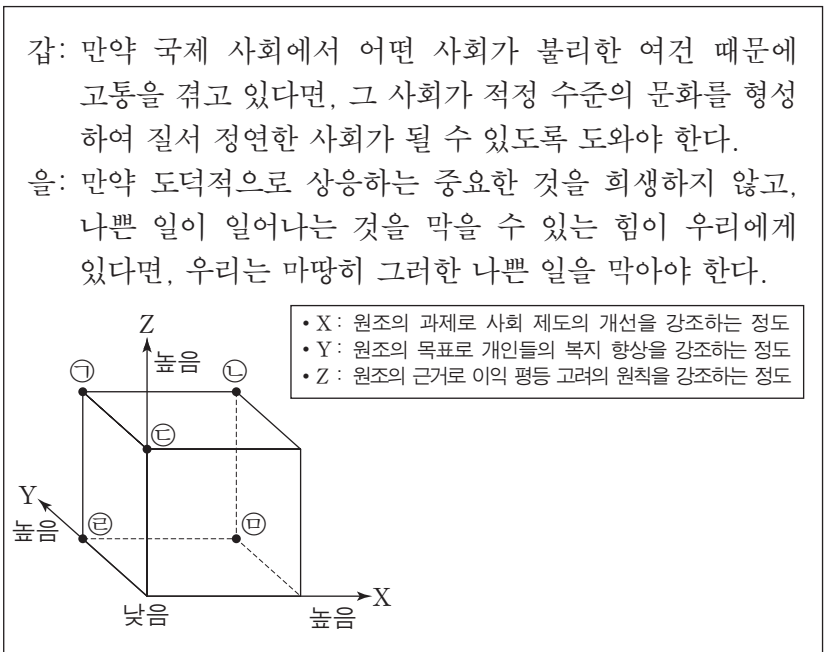 갑: 만약 국제 사회에서 어떤 사회가 불리한 여건 때문에
고통을 겪고 있다면, 그 사회가 적정 수준의 문화를 형성
하여 질서 정연한 사회가 될 수 있도록 도와야 한다.
을: 만약 도덕적으로 상응하는 중요한 것을 희생하지 않고,
나쁜 일이 일어나는 것을 막을 수 있는 힘이 우리에게
있다면, 우리는 마땅히 그러한 나쁜 일을 막아야 한다.
• X : 원조의 과제로 사회 제도의 개선을 강조하는 정도
• Y : 원조의 목표로 개인들의 복지 향상을 강조하는 정도
• Z : 원조의 근거로 이익 평등 고려의 원칙을 강조하는 정도
Z
높음
㉠
㉡
㉢
Y
높음
㉣
㉤
X
낮음
높음